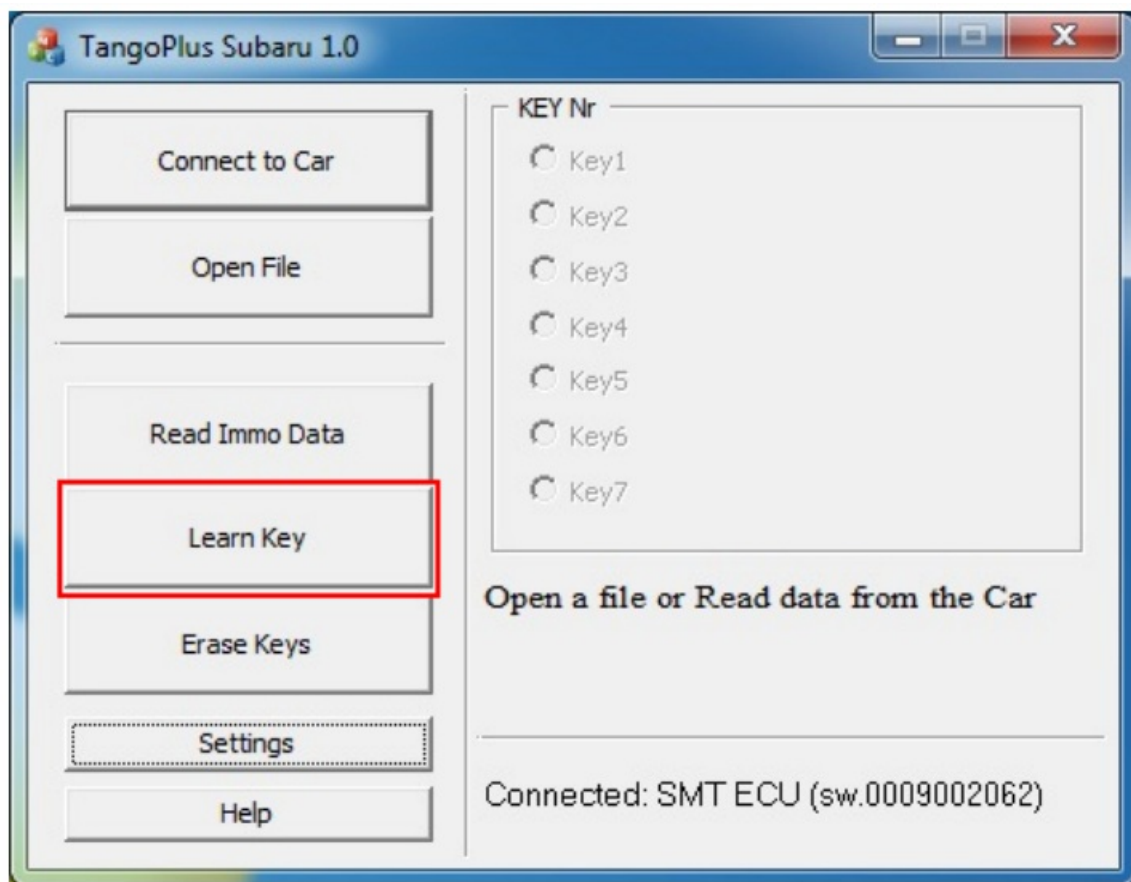 TangoPlus Subaru 1.0
Connect to Car
Open File
Read Immo Data
Learn Key
Erase Keys
Settings
Help
KEY Nr
Key1
Key2
Key3
Key4
Key5
Key6
Key7
Open a file or Read data from the Car
Connected: SMT ECU (sw.0009002062)